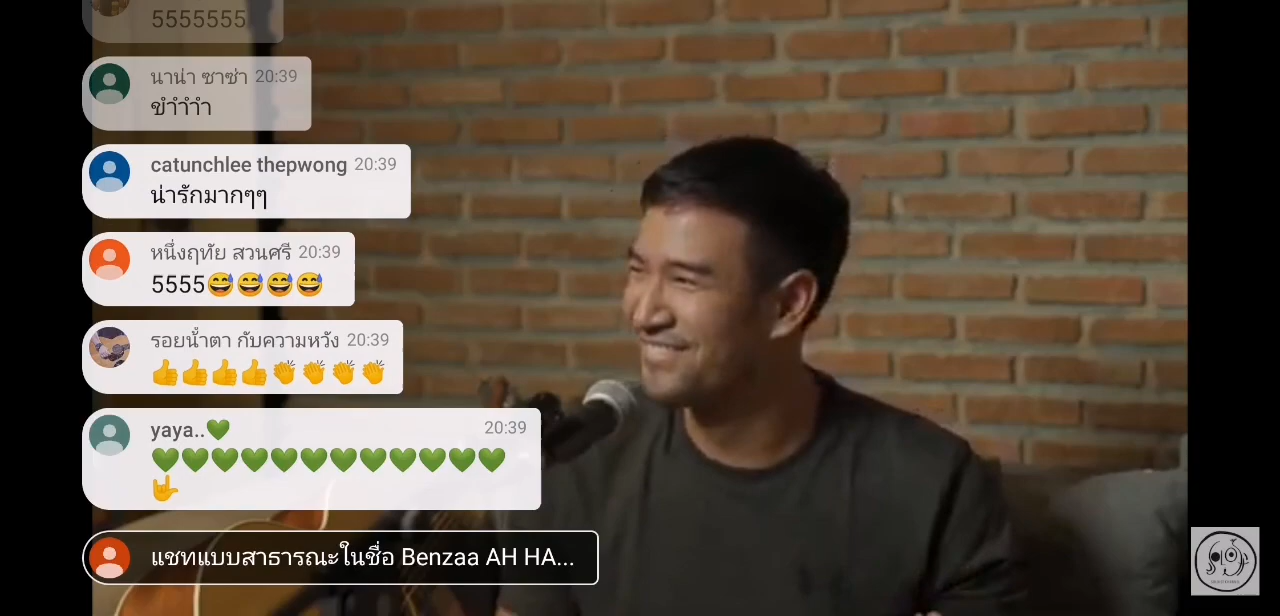 5555555
นาน่า ซาซ่า 20:39
ขำำำำ
catunchlee thepwong 20:39
น่ารักมากๆๆ
หนึ่งฤทัย สวนศรี 20:39
5555😅😅😅😅
รอยน้ำตา กับความหวัง 20:39
👍👍👍👍👏👏👏👏
yaya..💚 20:39
💚💚💚💚💚💚💚💚💚💚💚💚
🤟
แชทแบบสาธารณะในชื่อ Benzaa AH HA...